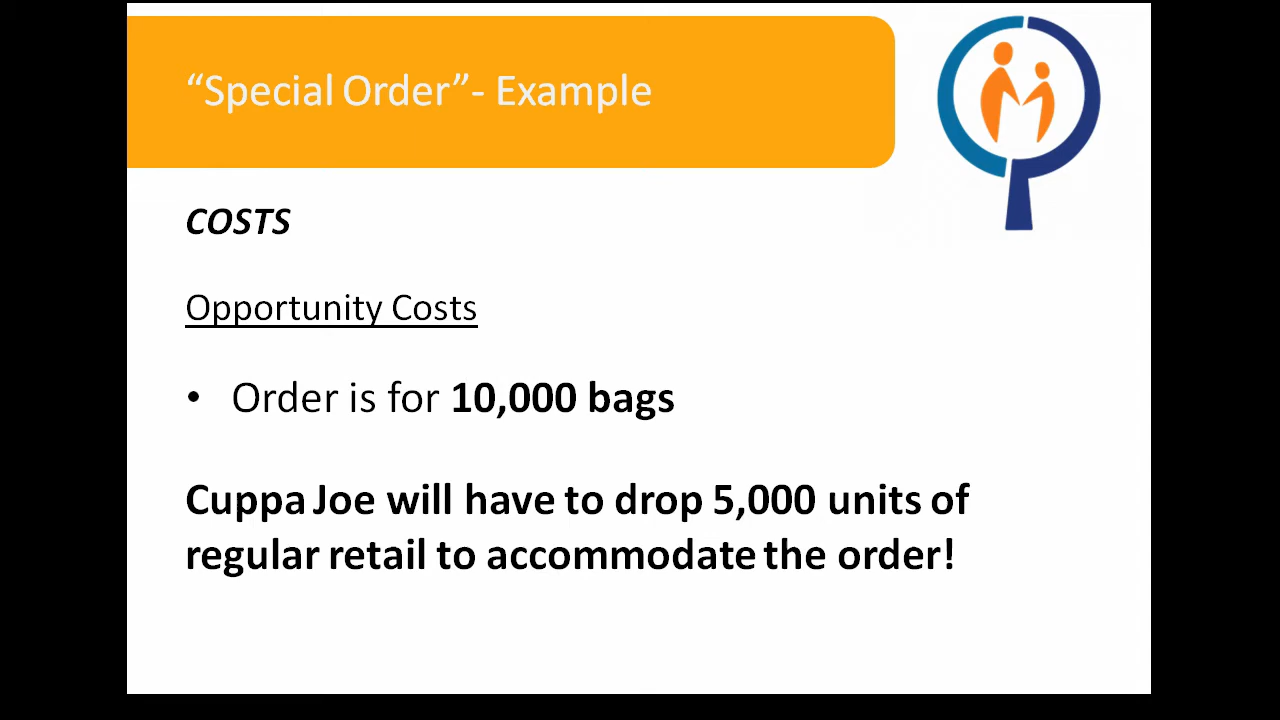 “Special Order”- Example
COSTS
Opportunity Costs
• Order is for 10,000 bags
Cuppa Joe will have to drop 5,000 units of
regular retail to accommodate the order!